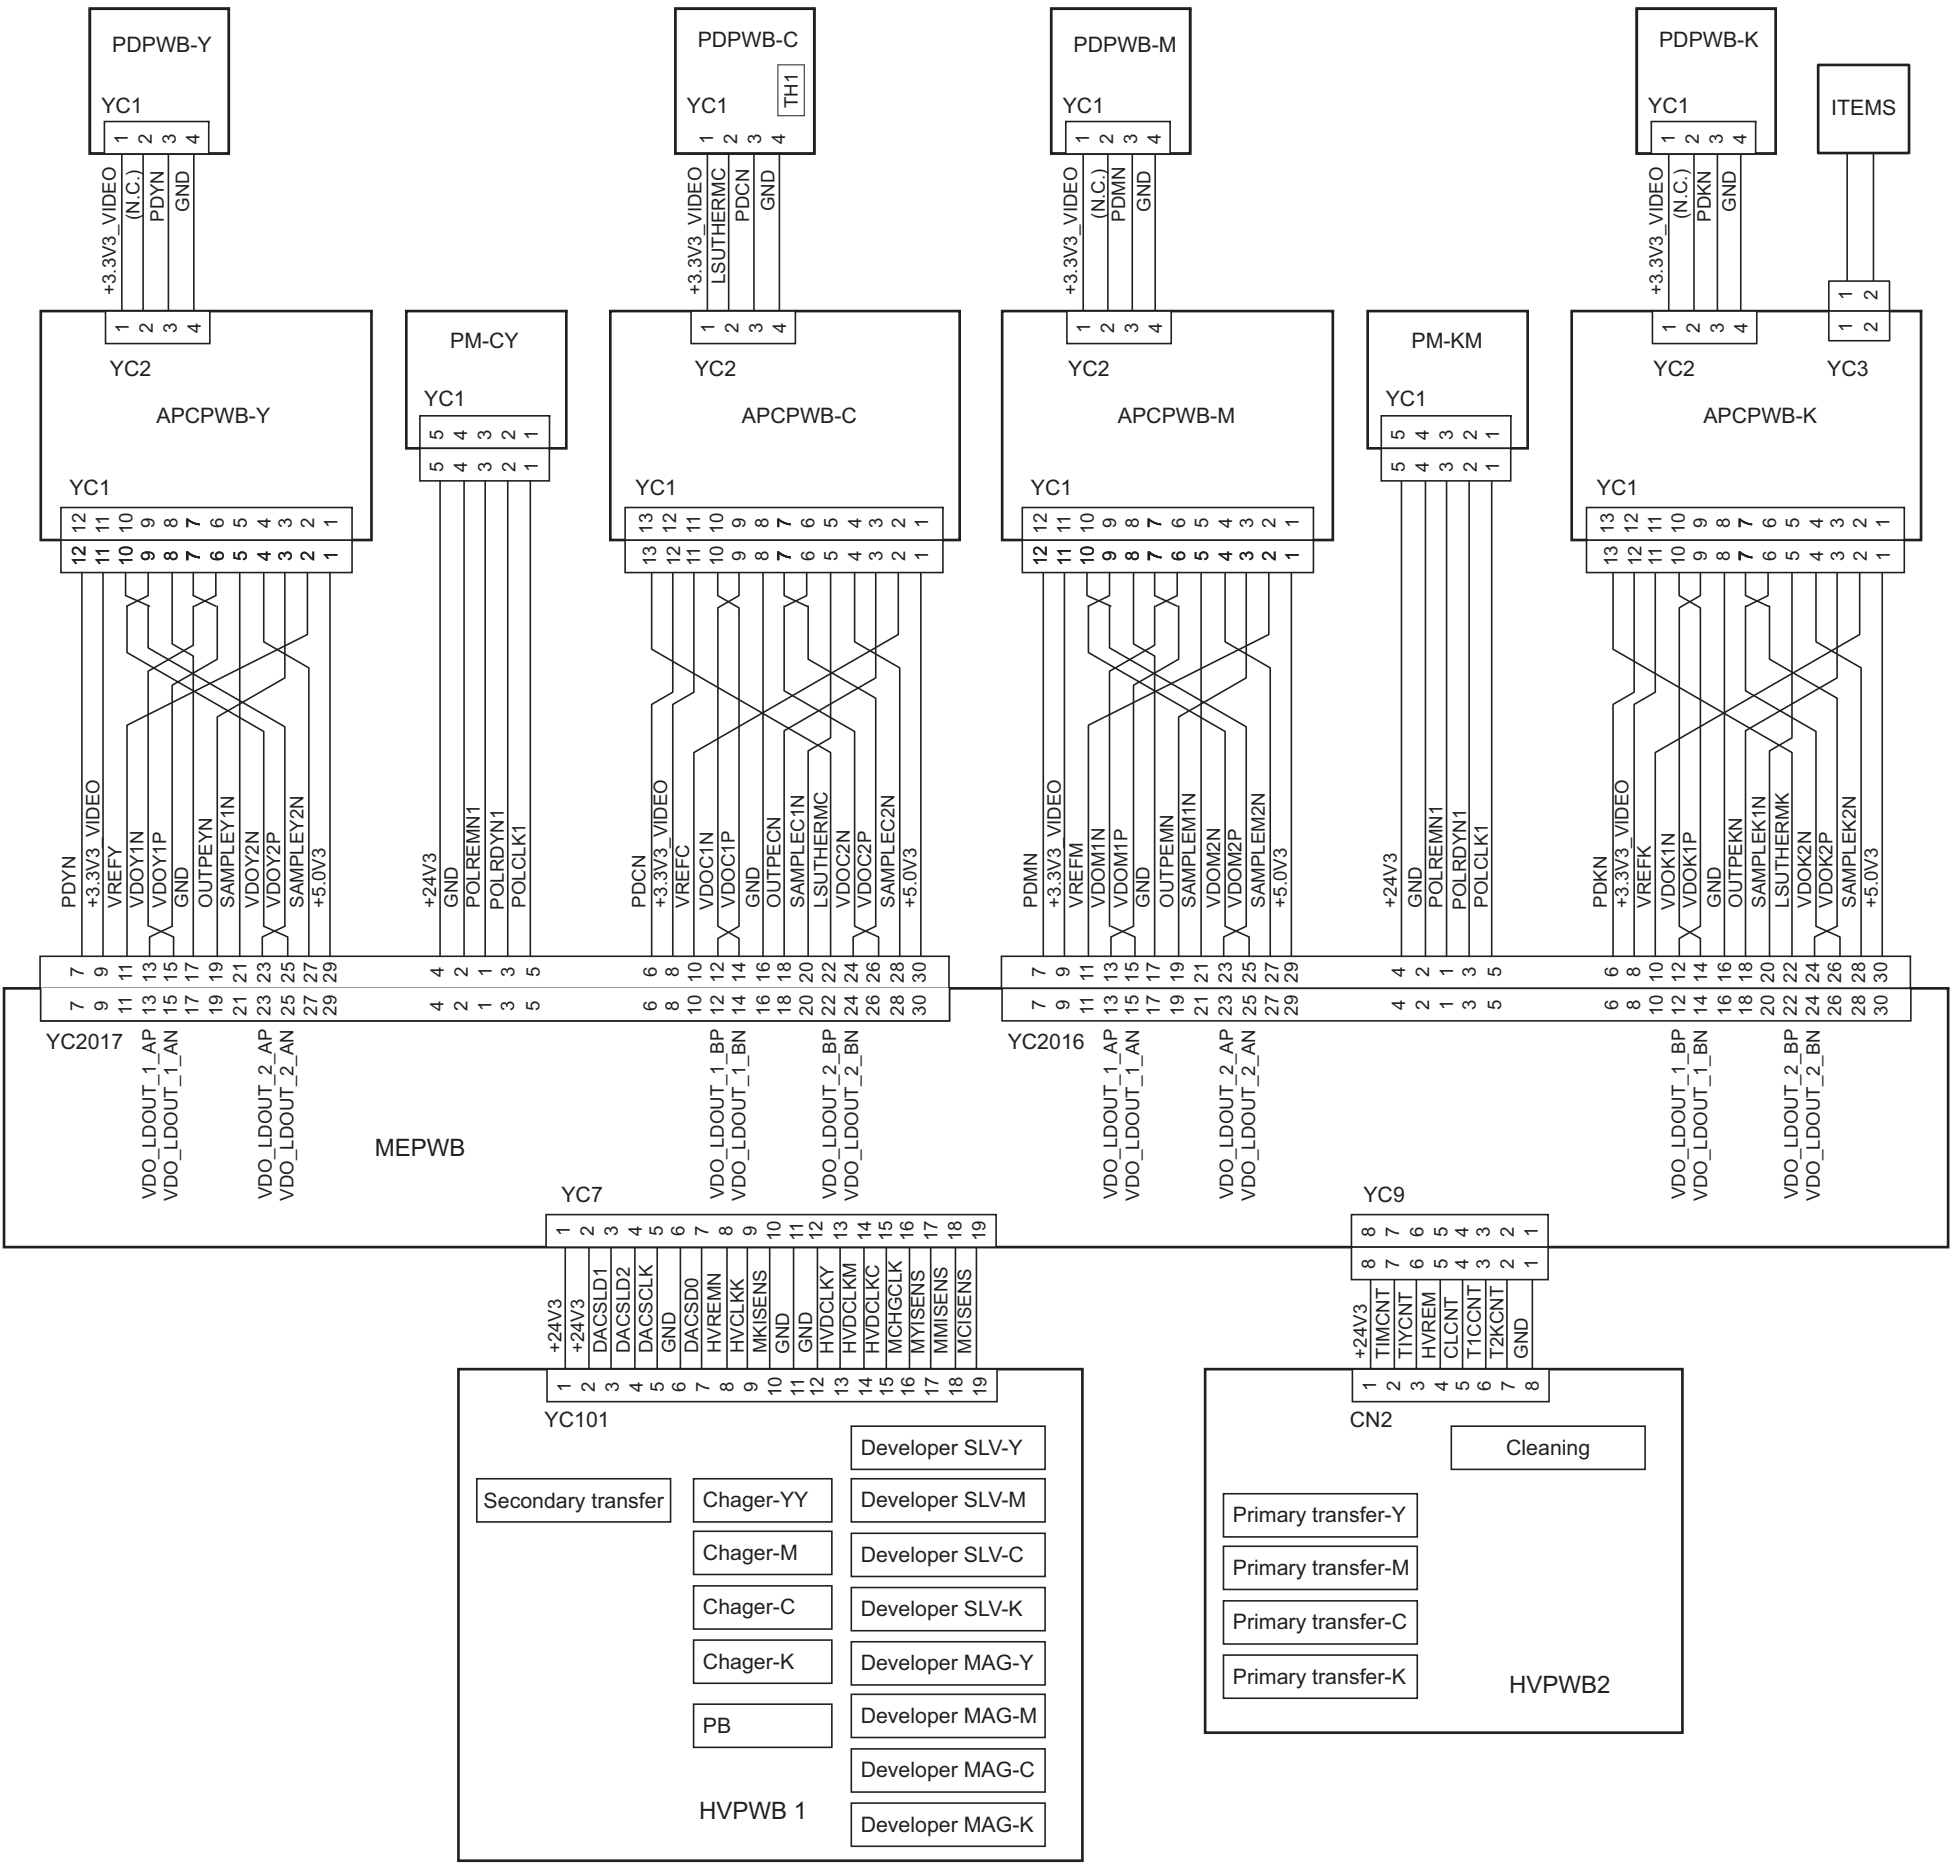 PDPWB-Y
PDPWB-C
PDPWB-M
PDPWB-K
ITEMS
TH1
YC1
YC1
YC1
YC1
1 2 3 4
1 2 3 4
1 2 3 4
1 2 3 4
+3.3V3_VIDEO
(N.C.)
PDYN
GND
+3.3V3_VIDEO
LSUTHERMC
PDCN
GND
+3.3V3_VIDEO
(N.C.)
PDMN
GND
+3.3V3_VIDEO
(N.C.)
PDKN
GND
1 2
1 2 3 4
1 2 3 4
1 2 3 4
1 2 3 4
1 2
YC2
YC2
YC2
YC2
YC3
PM-CY
PM-KM
YC1
YC1
APCPWB-Y
APCPWB-C
APCPWB-M
APCPWB-K
5 4 3 2 1
5 4 3 2 1
5 4 3 2 1
5 4 3 2 1
YC1
YC1
YC1
YC1
12 11 10 9 8 7 6 5 4 3 2 1
13 12 11 10 9 8 7 6 5 4 3 2 1
12 11 10 9 8 7 6 5 4 3 2 1
13 12 11 10 9 8 7 6 5 4 3 2 1
12 11 10 9 8 7 6 5 4 3 2 1
13 12 11 10 9 8 7 6 5 4 3 2 1
12 11 10 9 8 7 6 5 4 3 2 1
13 12 11 10 9 8 7 6 5 4 3 2 1
PDYN
+3.3V3_VIDEO
VREFY
VDOY1N
VDOY1P
GND
OUTPEYN
SAMPLEY1N
VDOY2N
VDOY2P
SAMPLEY2N
+5.0V3
+24V3
GND
POLREMN1
POLRDYN1
POLCLK1
PDCN
+3.3V3_VIDEO
VREFC
VDOC1N
VDOC1P
GND
OUTPECN
SAMPLEC1N
LSUTHERMC
VDOC2N
VDOC2P
SAMPLEC2N
+5.0V3
PDMN
+3.3V3_VIDEO
VREFM
VDOM1N
VDOM1P
GND
OUTPEMN
SAMPLEM1N
VDOM2N
VDOM2P
SAMPLEM2N
+5.0V3
+24V3
GND
POLREMN1
POLRDYN1
POLCLK1
PDKN
+3.3V3_VIDEO
VREFK
VDOK1N
VDOK1P
GND
OUTPEKN
SAMPLEK1N
LSUTHERMK
VDOK2N
VDOK2P
SAMPLEK2N
+5.0V3
7 9 11 13 15 17 19 21 23 25 27 29 4 2 1 3 5 6 8 10 12 14 16 18 20 22 24 26 28 30
7 9 11 13 15 17 19 21 23 25 27 29 4 2 1 3 5 6 8 10 12 14 16 18 20 22 24 26 28 30
7 9 11 13 15 17 19 21 23 25 27 29 4 2 1 3 5 6 8 10 12 14 16 18 20 22 24 26 28 30
7 9 11 13 15 17 19 21 23 25 27 29 4 2 1 3 5 6 8 10 12 14 16 18 20 22 24 26 28 30
YC2017
YC2016
VDO_LDOUT_1_AP
VDO_LDOUT_1_AN
VDO_LDOUT_2_AP
VDO_LDOUT_2_AN
VDO_LDOUT_1_BP
VDO_LDOUT_1_BN
VDO_LDOUT_2_BP
VDO_LDOUT_2_BN
VDO_LDOUT_1_AP
VDO_LDOUT_1_AN
VDO_LDOUT_2_AP
VDO_LDOUT_2_AN
VDO_LDOUT_1_BP
VDO_LDOUT_1_BN
VDO_LDOUT_2_BP
VDO_LDOUT_2_BN
MEPWB
YC7
YC9
1 2 3 4 5 6 7 8 9 10 11 12 13 14 15 16 17 18 19
8 7 6 5 4 3 2 1
8 7 6 5 4 3 2 1
+24V3
+24V3
DACSLD1
DACSLD2
DACSCLK
GND
DACSD0
HVREMN
HVCLKK
MKISENS
GND
GND
HVDCLKY
HVDCLKM
HVDCLKC
MCHGCLK
MYISENS
MMISENS
MCISENS
+24V3
TIMCNT
TIYCNT
HVREM
CLCNT
T1CCNT
T2KCNT
GND
1 2 3 4 5 6 7 8 9 10 11 12 13 14 15 16 17 18 19
1 2 3 4 5 6 7 8
YC101
CN2
Secondary transfer
Chager-YY
Chager-M
Chager-C
Chager-K
PB
Developer SLV-Y
Developer SLV-M
Developer SLV-C
Developer SLV-K
Developer MAG-Y
Developer MAG-M
Developer MAG-C
Developer MAG-K
HVPWB 1
Cleaning
Primary transfer-Y
Primary transfer-M
Primary transfer-C
Primary transfer-K
HVPWB2